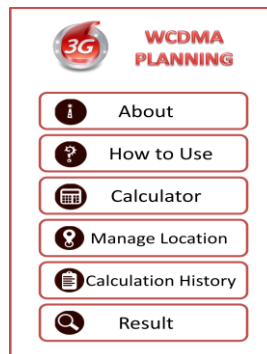 3G
WCDMA
PLANNING
About
How to Use
Calculator
Manage Location
Calculation History
Result